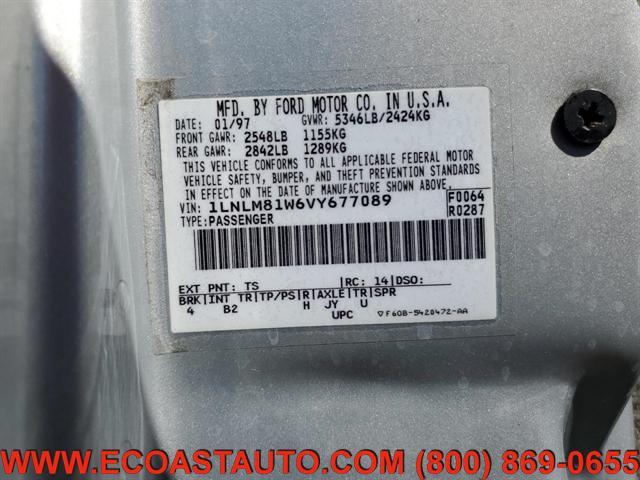 MFD. BY FORD MOTOR CO. IN U.S.A.
DATE: 01/97 GVWR: 5346LB/2424KG
FRONT GAWR: 2548LB 1155KG
REAR GAWR: 2842LB 1289KG
THIS VEHICLE CONFORMS TO ALL APPLICABLE FEDERAL MOTOR
VEHICLE SAFETY, BUMPER, AND THEFT PREVENTION STANDARDS
IN EFFECT ON THE DATE OF MANUFACTURE SHOWN ABOVE.
VIN: 1LNLM81W6VY677089 F0064
TYPE:PASSENGER R0287
EXT PNT: TS RC: 14 DSO:
BRK INT TR TP/PS R AXLE TR SPR
4 B2 H JY U
UPC ▽F60B-5420472-AA
WWW.ECOASTAUTO.COM (800) 869-0655